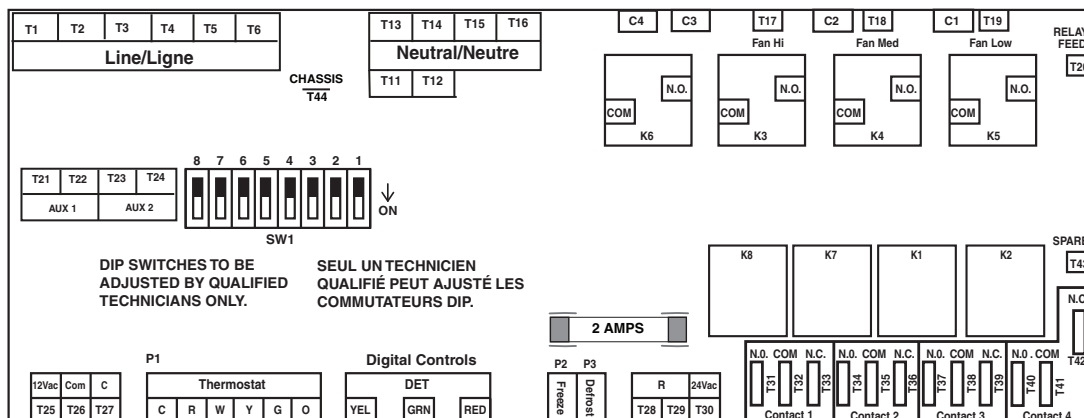 T1 T2 T3 T4 T5 T6
Line/Ligne
CHASSIS
T44
T13 T14 T15 T16
Neutral/Neutre
T11 T12
C4 C3 T17 C2 T18 C1 T19
Fan Hi Fan Med Fan Low
RELAY
FEED
N.O. N.O. N.O. N.O.
COM COM COM COM
K6 K3 K4 K5
8 7 6 5 4 3 2 1
T21 T22 T23 T24
AUX 1 AUX 2
ON
SW1
DIP SWITCHES TO BE
ADJUSTED BY QUALIFIED
TECHNICIANS ONLY.
SEUL UN TECHNICIEN
QUALIFIÉ PEUT AJUSTÉ LES
COMMUTATEURS DIP.
K8 K7 K1 K2
SPARE
2 AMPS
P1
Digital Controls
P2 P3
Freeze
Defrost
12Vac Com C
T25 T26 T27
Thermostat
C R W Y G O
DET
YEL GRN RED
R 24Vac
T28 T29 T30
N.O. COM N.C. N.O. COM N.C. N.O. COM N.C. N.O. COM
T31 T32 T33 T34 T35 T36 T37 T38 T39 T40 T41 T42
Contact 1 Contact 2 Contact 3 Contact 4